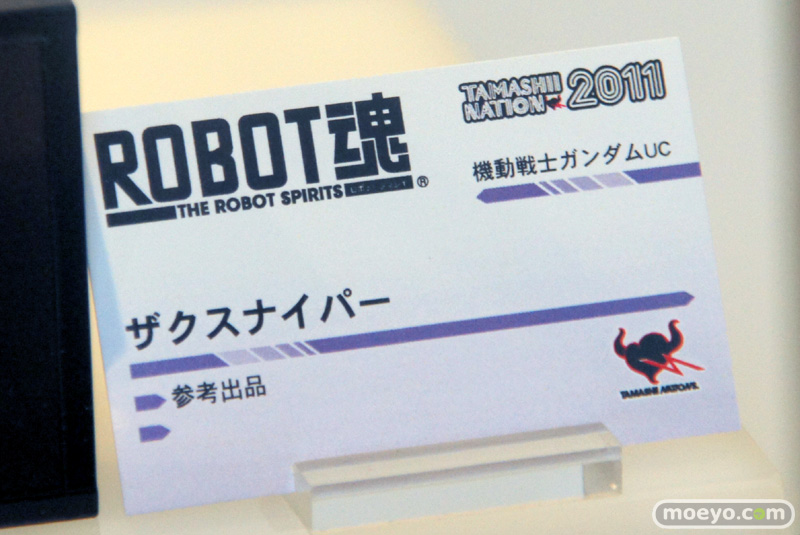 ROBOT魂
THE ROBOT SPIRITS
®
TAMASHII
NATION
2011
機動戦士ガンダムUC
ザクスナイパー
参考出品
TAMASHII NATIONS
moeyo.com